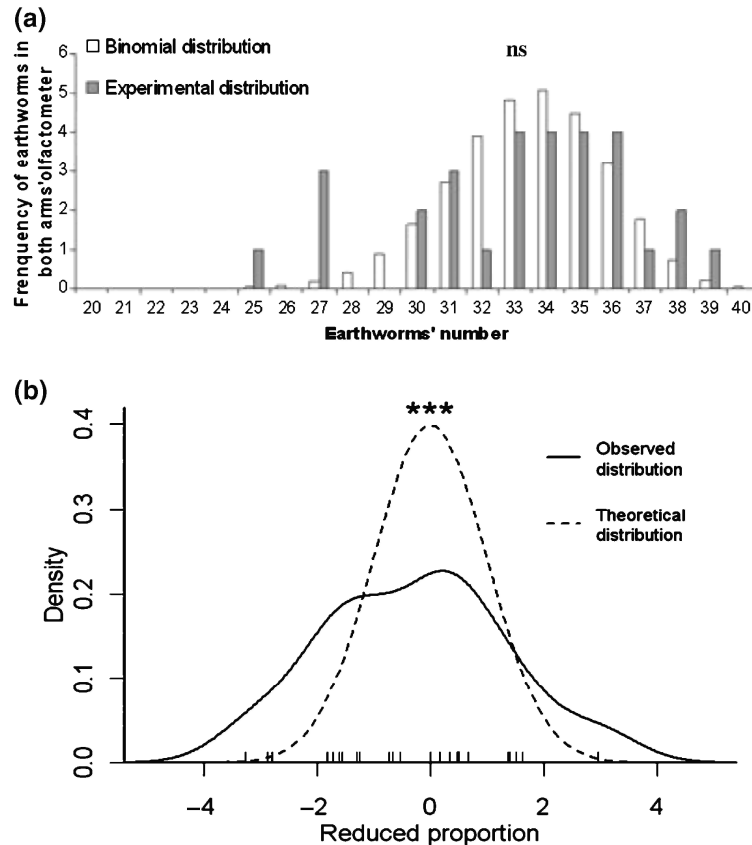 (a)
Frenquency of earthworms in
both arms'olfactometer
6
5
4
3
2
1
0
Binomial distribution
Experimental distribution
ns
20 21 22 23 24 25 26 27 28 29 30 31 32 33 34 35 36 37 38 39 40
Earthworms' number
(b)
Density
0.4
0.3
0.2
0.1
0.0
***
Observed
distribution
Theoretical
distribution
−4 −2 0 2 4
Reduced proportion